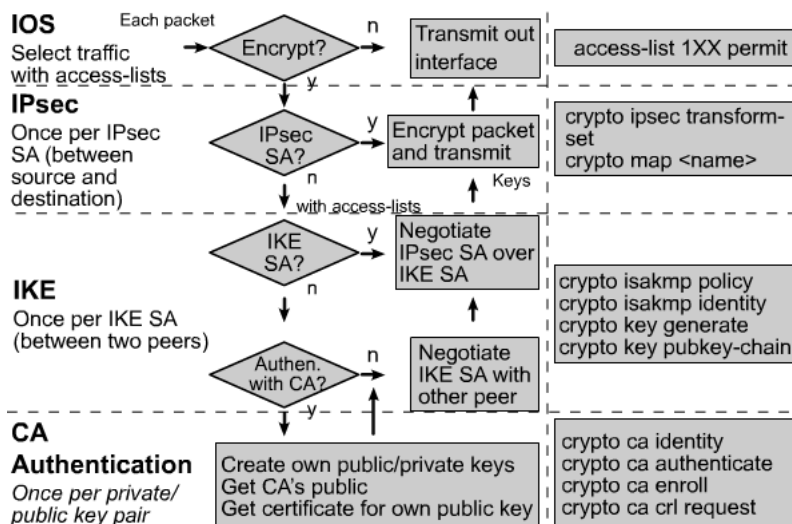 IOS
Select traffic
with access-lists
Each packet
Encrypt?
n
y
Transmit out
interface
access-list 1XX permit
IPsec
Once per IPsec
SA (between
source and
destination)
IPsec
SA?
y
n
Encrypt packet
and transmit
Keys
with access-lists
crypto ipsec transform-
set
crypto map <name>
IKE
Once per IKE SA
(between two peers)
IKE
SA?
y
n
Negotiate
IPsec SA over
IKE SA
Authen.
with CA?
n
y
Negotiate
IKE SA with
other peer
crypto isakmp policy
crypto isakmp identity
crypto key generate
crypto key pubkey-chain
CA
Authentication
Once per private/
public key pair
Create own public/private keys
Get CA's public
Get certificate for own public key
crypto ca identity
crypto ca authenticate
crypto ca enroll
crypto ca crl request